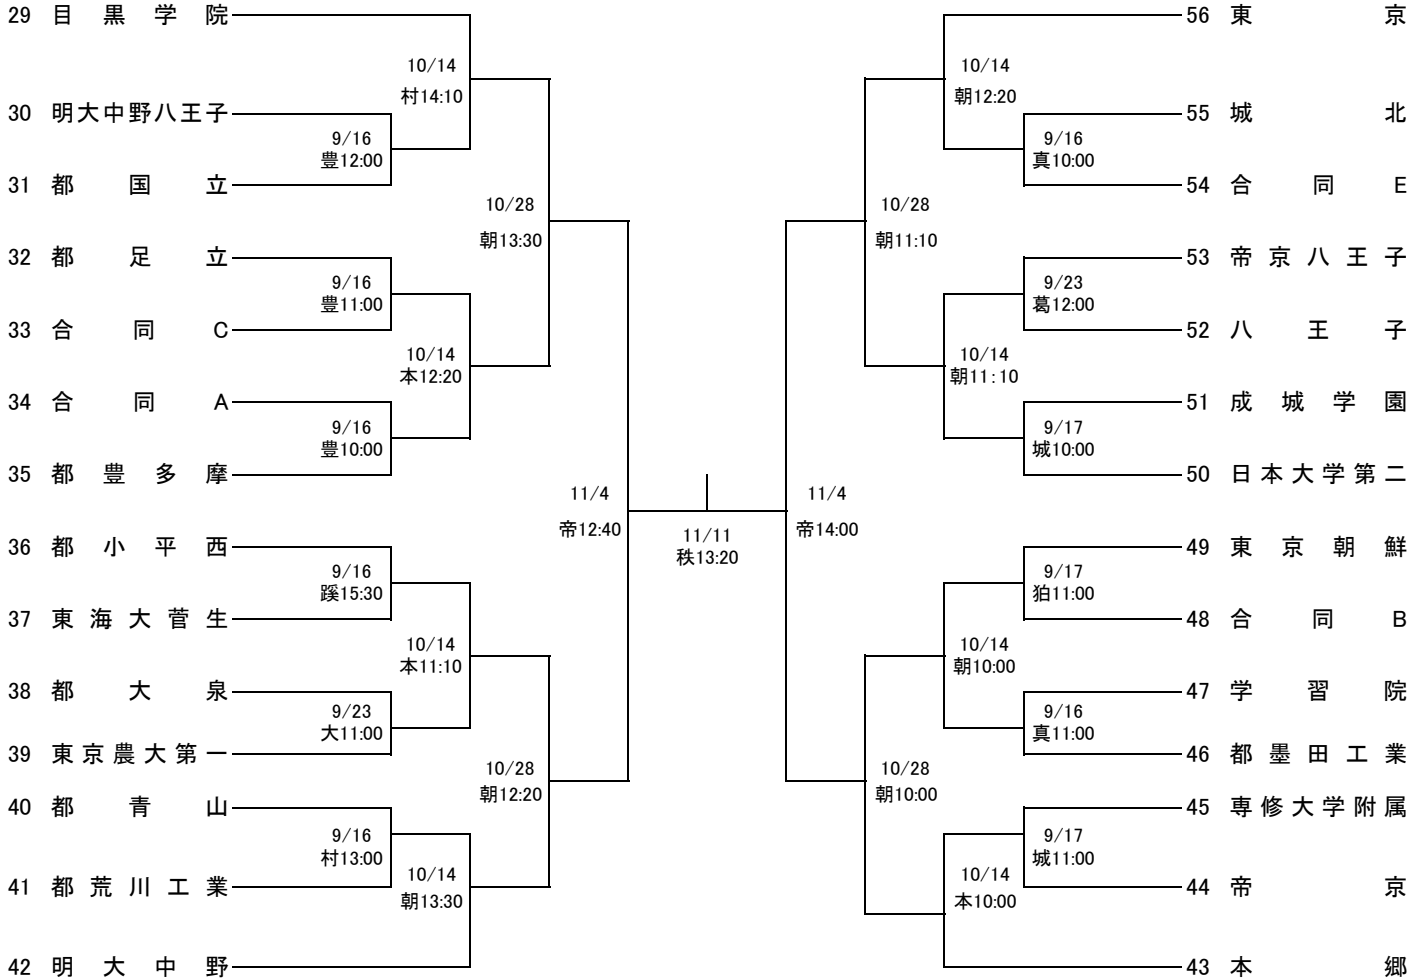 29 目黒学院
10/14
村14:10
30 明大中野八王子
9/16
豊12:00
31 都国立
10/28
朝13:30
32 都足立
9/16
豊11:00
33 合同C
10/14
本12:20
34 合同A
9/16
豊10:00
35 都豊多摩
11/4
帝12:40
36 都小平西
9/16
蹊15:30
37 東海大菅生
10/14
本11:10
38 都大泉
9/23
大11:00
39 東京農大第一
10/28
朝12:20
40 都青山
9/16
村13:00
41 都荒川工業
10/14
朝13:30
42 明大中野
11/11
秩13:20
56 東京
10/14
朝12:20
55 城北
9/16
真10:00
54 合同E
10/28
朝11:10
53 帝京八王子
9/23
葛12:00
52 八王子
10/14
朝11:10
51 成城学園
9/17
城10:00
50 日本大学第二
11/4
帝14:00
49 東京朝鮮
9/17
狛11:00
48 合同B
10/14
朝10:00
47 学習院
9/16
真11:00
46 都墨田工業
10/28
朝10:00
45 専修大学附属
9/17
城11:00
44 帝京
10/14
本10:00
43 本郷